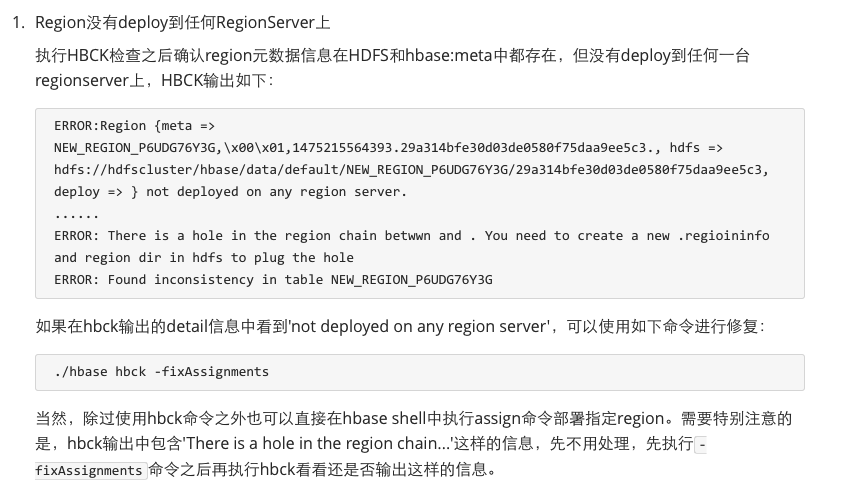 1. Region没有deploy到任何RegionServer上
执行HBCK检查之后确认region元数据信息在HDFS和hbase:meta中都存在，但没有deploy到任何一台
regionserver上，HBCK输出如下：
ERROR:Region {meta =>
NEW_REGION_P6UDG76Y3G,\x00\x01,1475215564393.29a314bfe30d03de0580f75daa9ee5c3., hdfs =>
hdfs://hdfscluster/hbase/data/default/NEW_REGION_P6UDG76Y3G/29a314bfe30d03de0580f75daa9ee5c3,
deploy => } not deployed on any region server.
......
ERROR: There is a hole in the region chain betwwn and . You need to create a new .regioininfo
and region dir in hdfs to plug the hole
ERROR: Found inconsistency in table NEW_REGION_P6UDG76Y3G
如果在hbck输出的detail信息中看到'not deployed on any region server'，可以使用如下命令进行修复：
./hbase hbck -fixAssignments
当然，除过使用hbck命令之外也可以直接在hbase shell中执行assign命令部署指定region。需要特别注意的
是，hbck输出中包含'There is a hole in the region chain...'这样的信息，先不用处理，先执行-
fixAssignments命令之后再执行hbck看看还是否输出这样的信息。